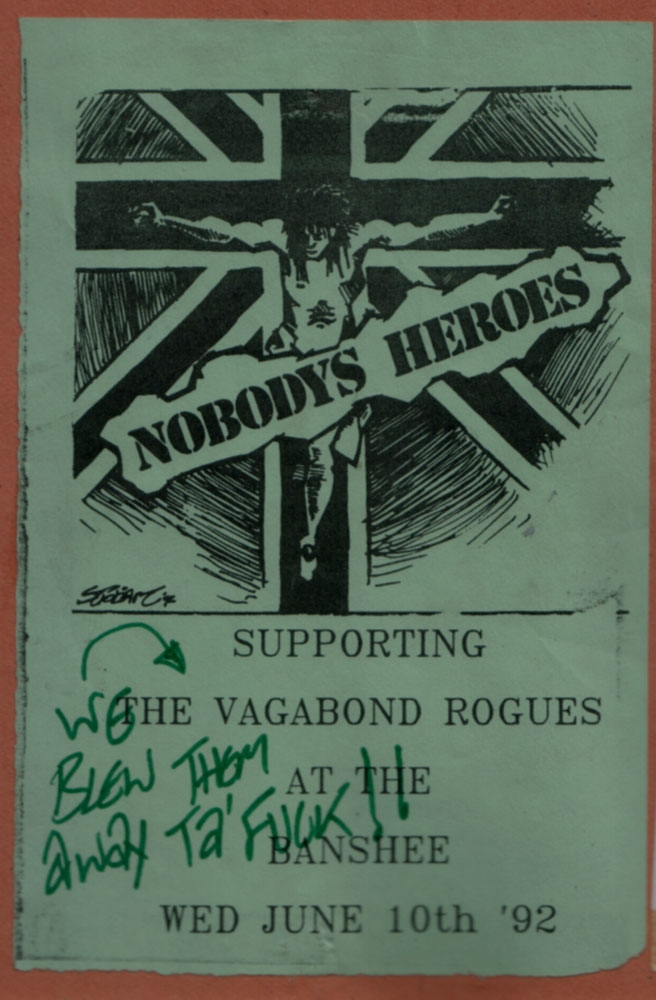 NOBODYS HEROES
SUPPORTING
THE VAGABOND ROGUES
AT THE
BANSHEE
WED JUNE 10th '92
WE
BLEW THEM
AWAY TA' FUCK!!